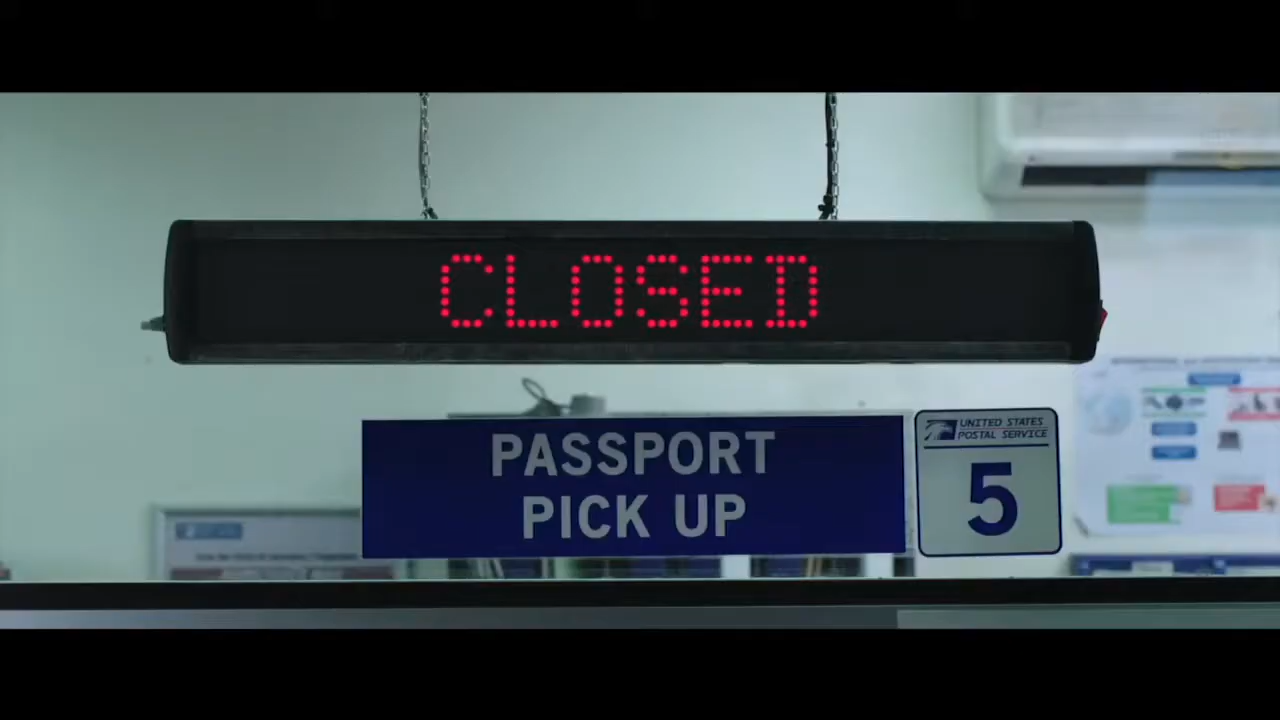 CLOSED
PASSPORT
PICK UP
UNITED STATES
POSTAL SERVICE
5